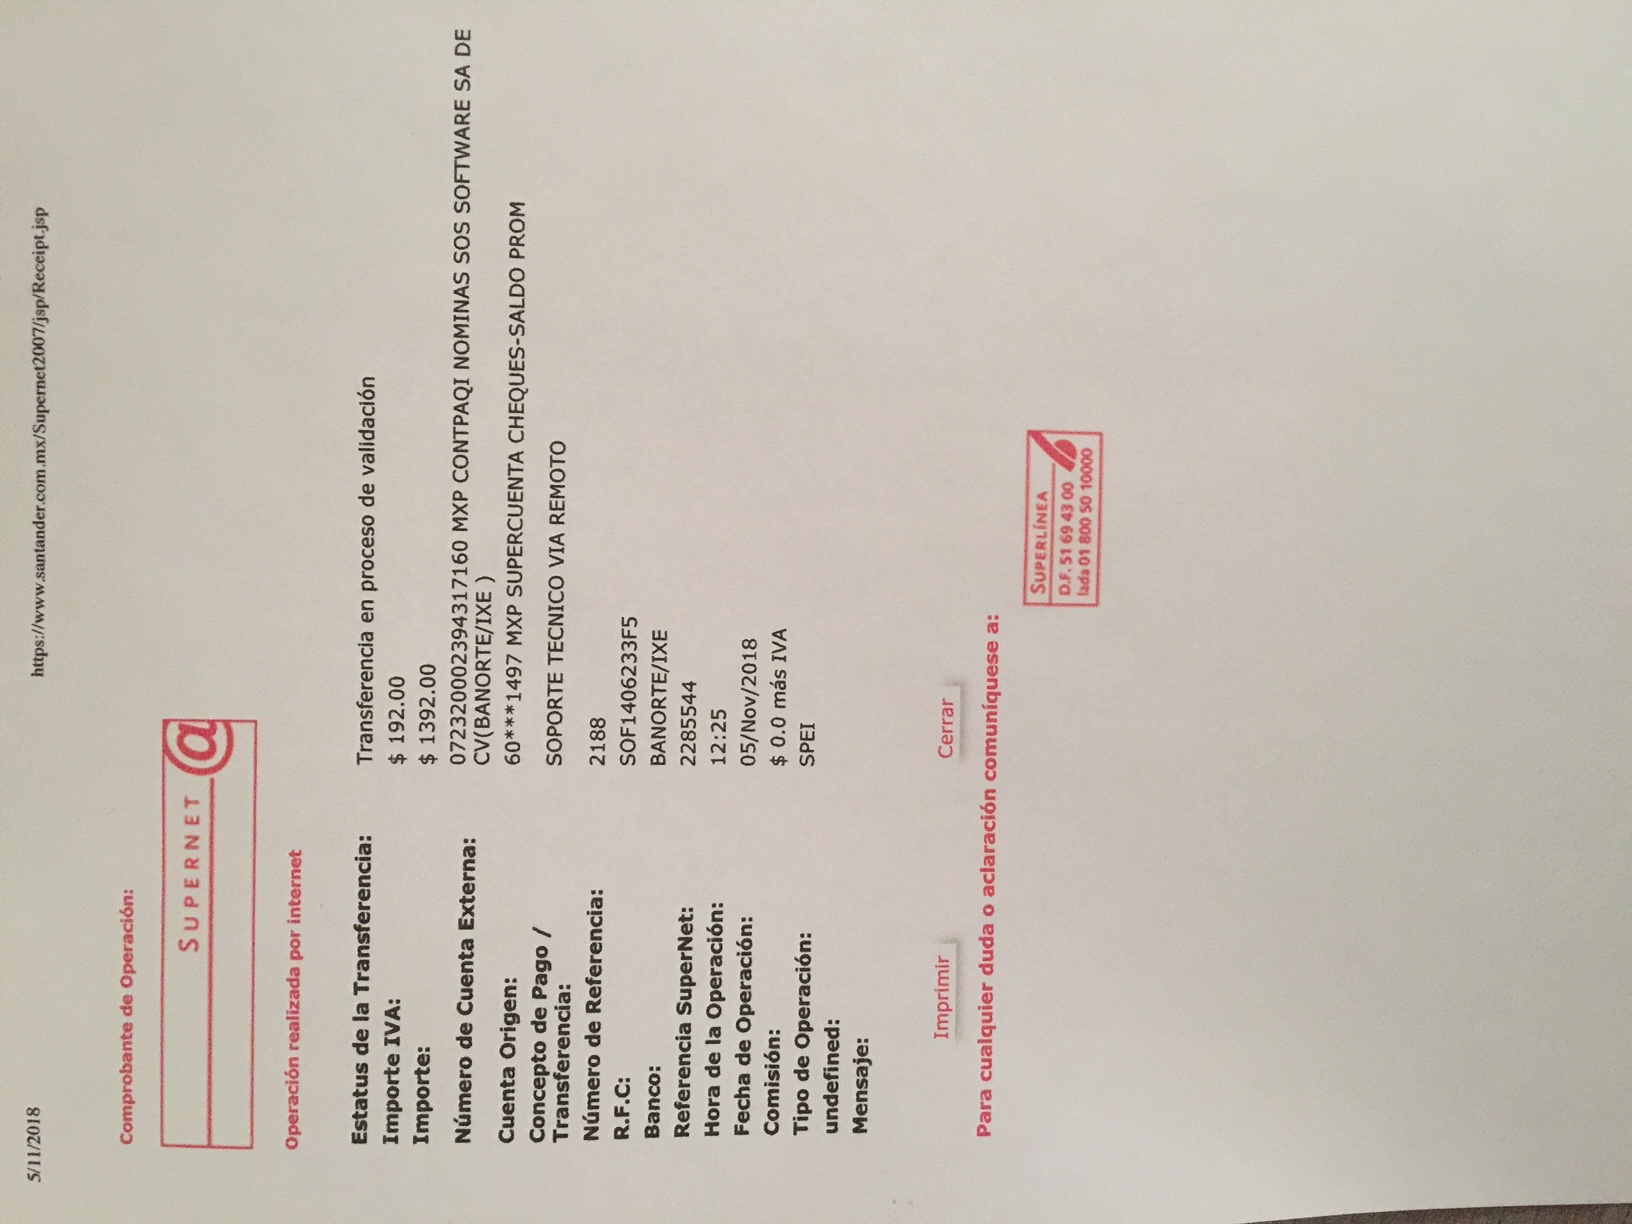 5/11/2018
https://www.santander.com.mx/Supernet2007/jsp/Receipt.jsp
Comprobante de Operación:
SUPERNET @
Operación realizada por internet
Estatus de la Transferencia: Transferencia en proceso de validación
Importe IVA: $ 192.00
Importe: $ 1392.00
Número de Cuenta Externa: 072320002394317160 MXP CONTPAQI NOMINAS SOS SOFTWARE SA DE
CV(BANORTE/IXE )
Cuenta Origen: 60***1497 MXP SUPERCUENTA CHEQUES-SALDO PROM
Concepto de Pago /
Transferencia: SOPORTE TECNICO VIA REMOTO
Número de Referencia: 2188
R.F.C: SOF1406233F5
Banco: BANORTE/IXE
Referencia SuperNet: 2285544
Hora de la Operación: 12:25
Fecha de Operación: 05/Nov/2018
Comisión: $ 0.0 más IVA
Tipo de Operación: SPEI
undefined:
Mensaje:
Imprimir Cerrar
Para cualquier duda o aclaración comuníquese a:
SUPERLÍNEA
D.F. 51 69 43 00
lada 01 800 50 10000